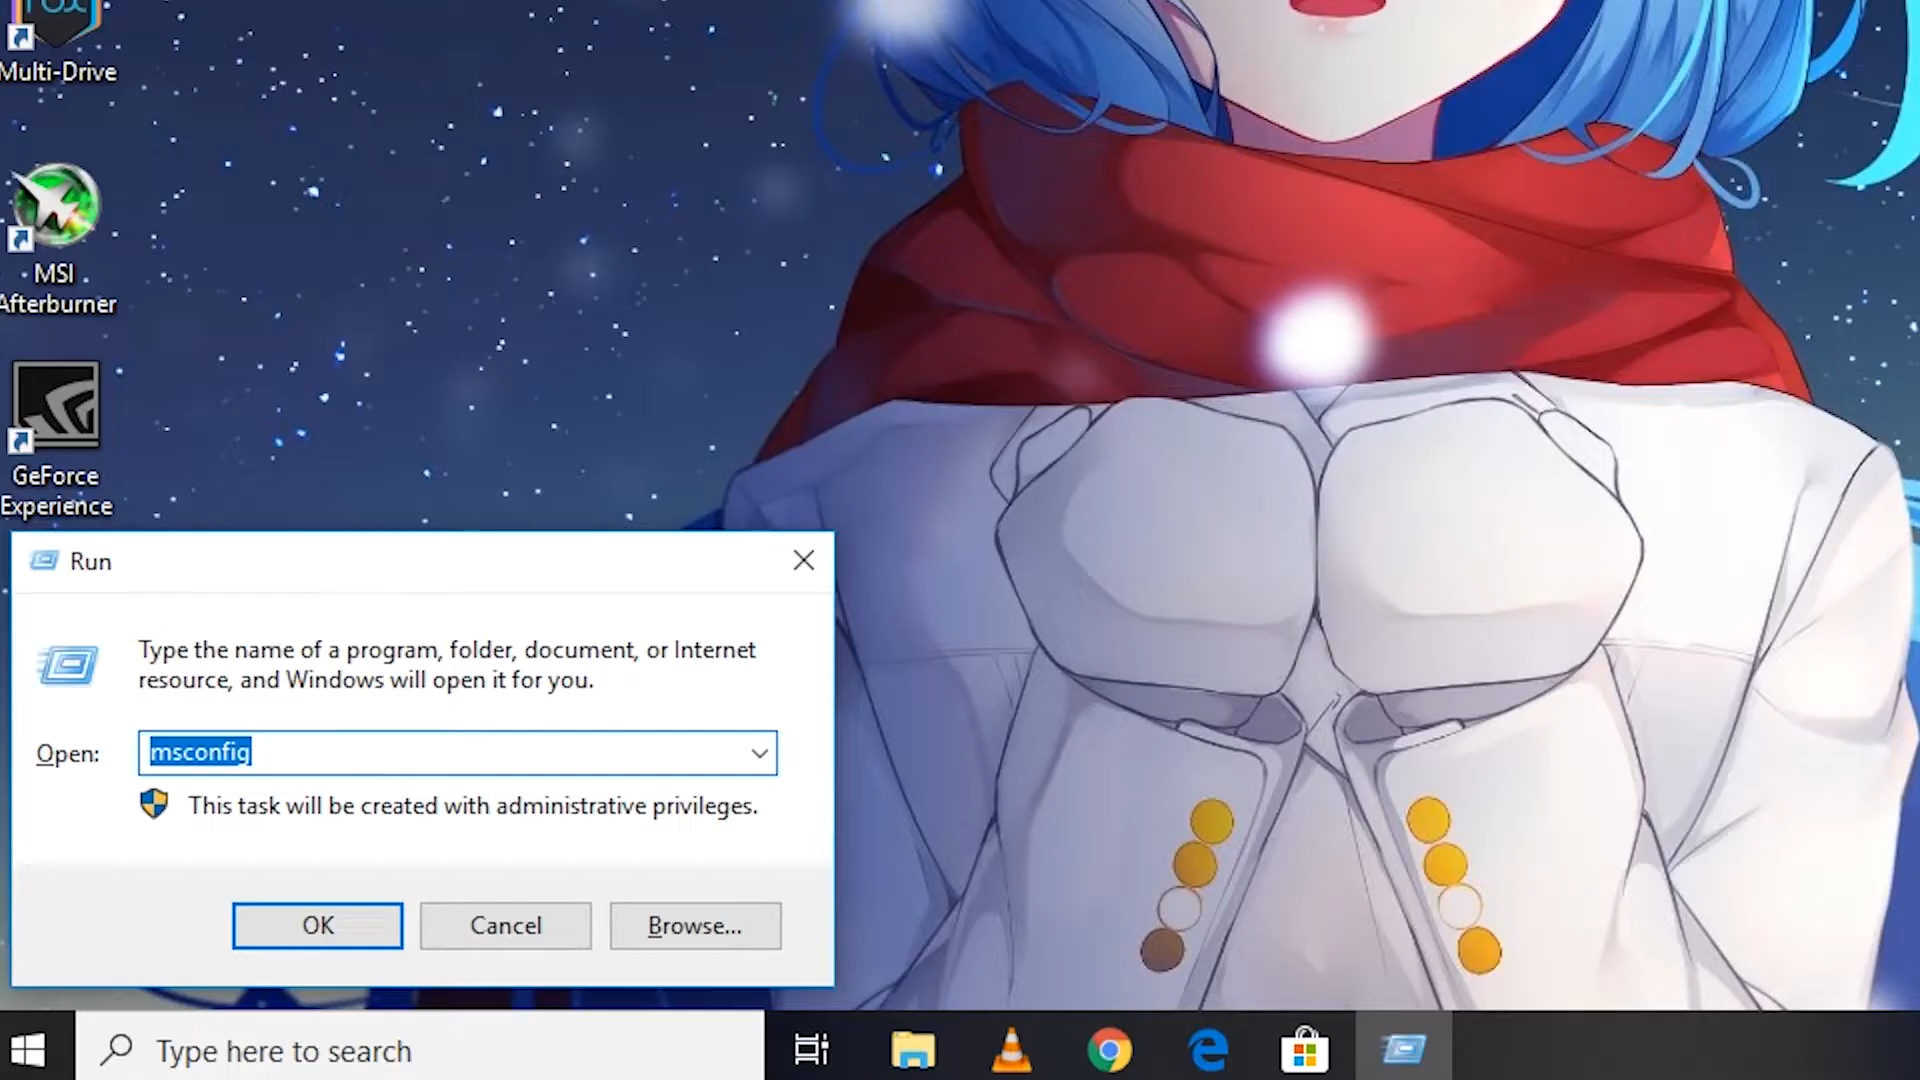 Multi-Drive
MSI
Afterburner
GeForce
Experience
Run
Type the name of a program, folder, document, or Internet
resource, and Windows will open it for you.
Open:
msconfig
This task will be created with administrative privileges.
OK
Cancel
Browse...
Type here to search